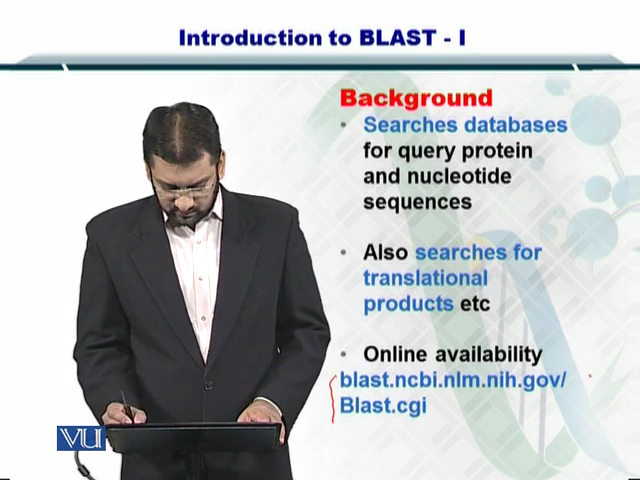 Introduction to BLAST - I
Background
• Searches databases
for query protein
and nucleotide
sequences
• Also searches for
translational
products etc
• Online availability
blast.ncbi.nlm.nih.gov/
Blast.cgi
VU